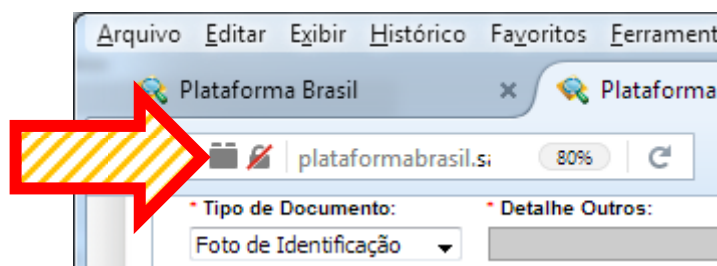 Arquivo Editar Exibir Histórico Favoritos Ferrament
Plataforma Brasil × Plataforma
plataformabrasil.sa 80%
* Tipo de Documento: * Detalhe Outros:
Foto de Identificação